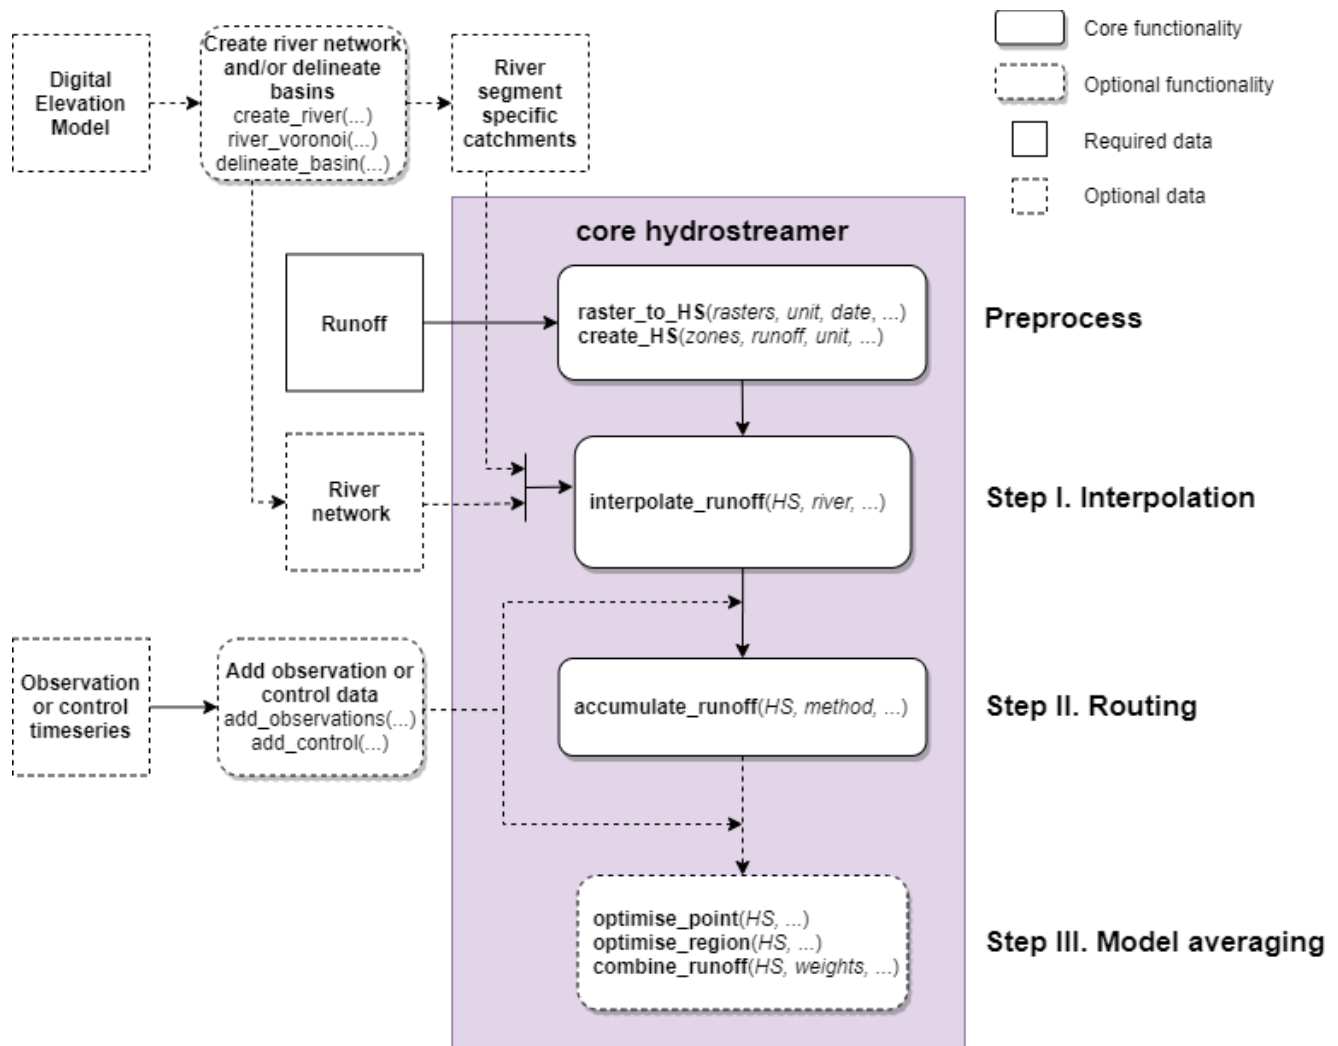 Digital
Elevation
Model
Create river network
and/or delineate
basins
create_river(...)
river_voronoi(...)
delineate_basin(...)
River
segment
specific
catchments
Core functionality
Optional functionality
Required data
Optional data
core hydrostreamer
Runoff
raster_to_HS(rasters, unit, date, ...)
create_HS(zones, runoff, unit, ...)
Preprocess
River
network
interpolate_runoff(HS, river, ...)
Step I. Interpolation
Observation
or control
timeseries
Add observation or
control data
add_observations(...)
add_control(...)
accumulate_runoff(HS, method, ...)
Step II. Routing
optimise_point(HS, ...)
optimise_region(HS, ...)
combine_runoff(HS, weights, ...)
Step III. Model averaging